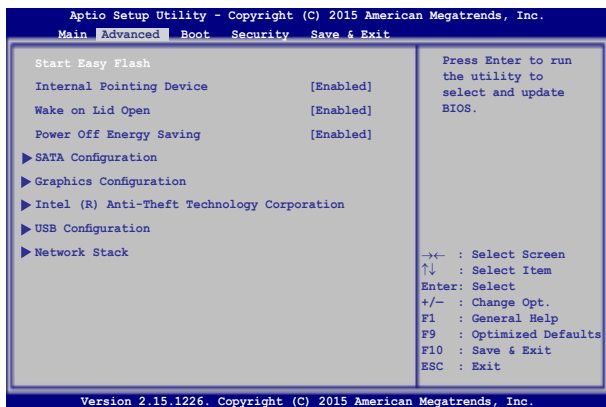 Aptio Setup Utility - Copyright (C) 2015 American Megatrends, Inc.
Main Advanced Boot Security Save & Exit
Start Easy Flash
Internal Pointing Device [Enabled]
Wake on Lid Open [Enabled]
Power Off Energy Saving [Enabled]
SATA Configuration
Graphics Configuration
Intel (R) Anti-Theft Technology Corporation
USB Configuration
Network Stack
Press Enter to run
the utility to
select and update
BIOS.
→← : Select Screen
↑↓ : Select Item
Enter: Select
+/— : Change Opt.
F1 : General Help
F9 : Optimized Defaults
F10 : Save & Exit
ESC : Exit
Version 2.15.1226. Copyright (C) 2015 American Megatrends, Inc.